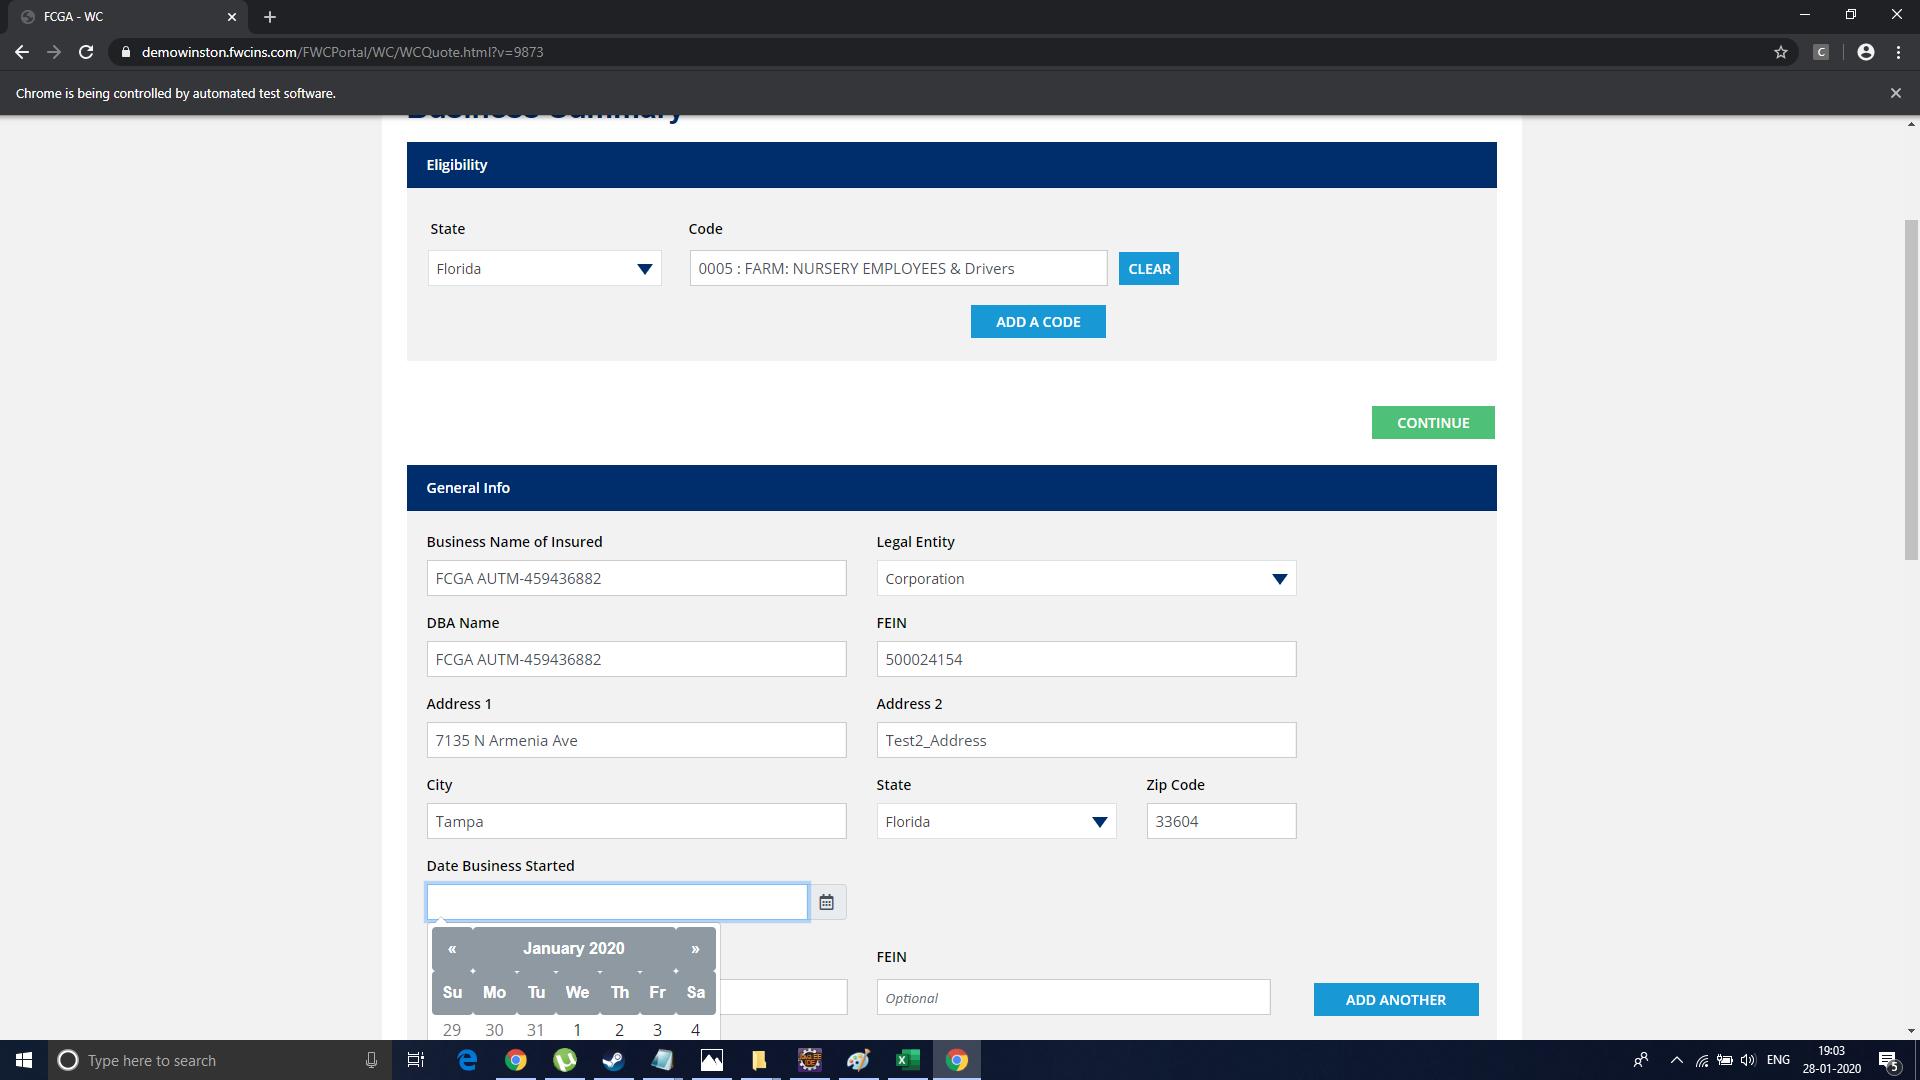 FCGA - WC
demowinston.fwcins.com/FWCPortal/WC/WCQuote.html?v=9873
C
Chrome is being controlled by automated test software.
Business Summary
Eligibility
State
Code
Florida
0005 : FARM: NURSERY EMPLOYEES & Drivers
CLEAR
ADD A CODE
CONTINUE
General Info
Business Name of Insured
Legal Entity
FCGA AUTM-459436882
Corporation
DBA Name
FEIN
FCGA AUTM-459436882
500024154
Address 1
Address 2
7135 N Armenia Ave
Test2_Address
City
State
Zip Code
Tampa
Florida
33604
Date Business Started
« January 2020 »
FEIN
Su Mo Tu We Th Fr Sa
Optional
ADD ANOTHER
29 30 31 1 2 3 4
Type here to search
ENG
19:03
28-01-2020
5